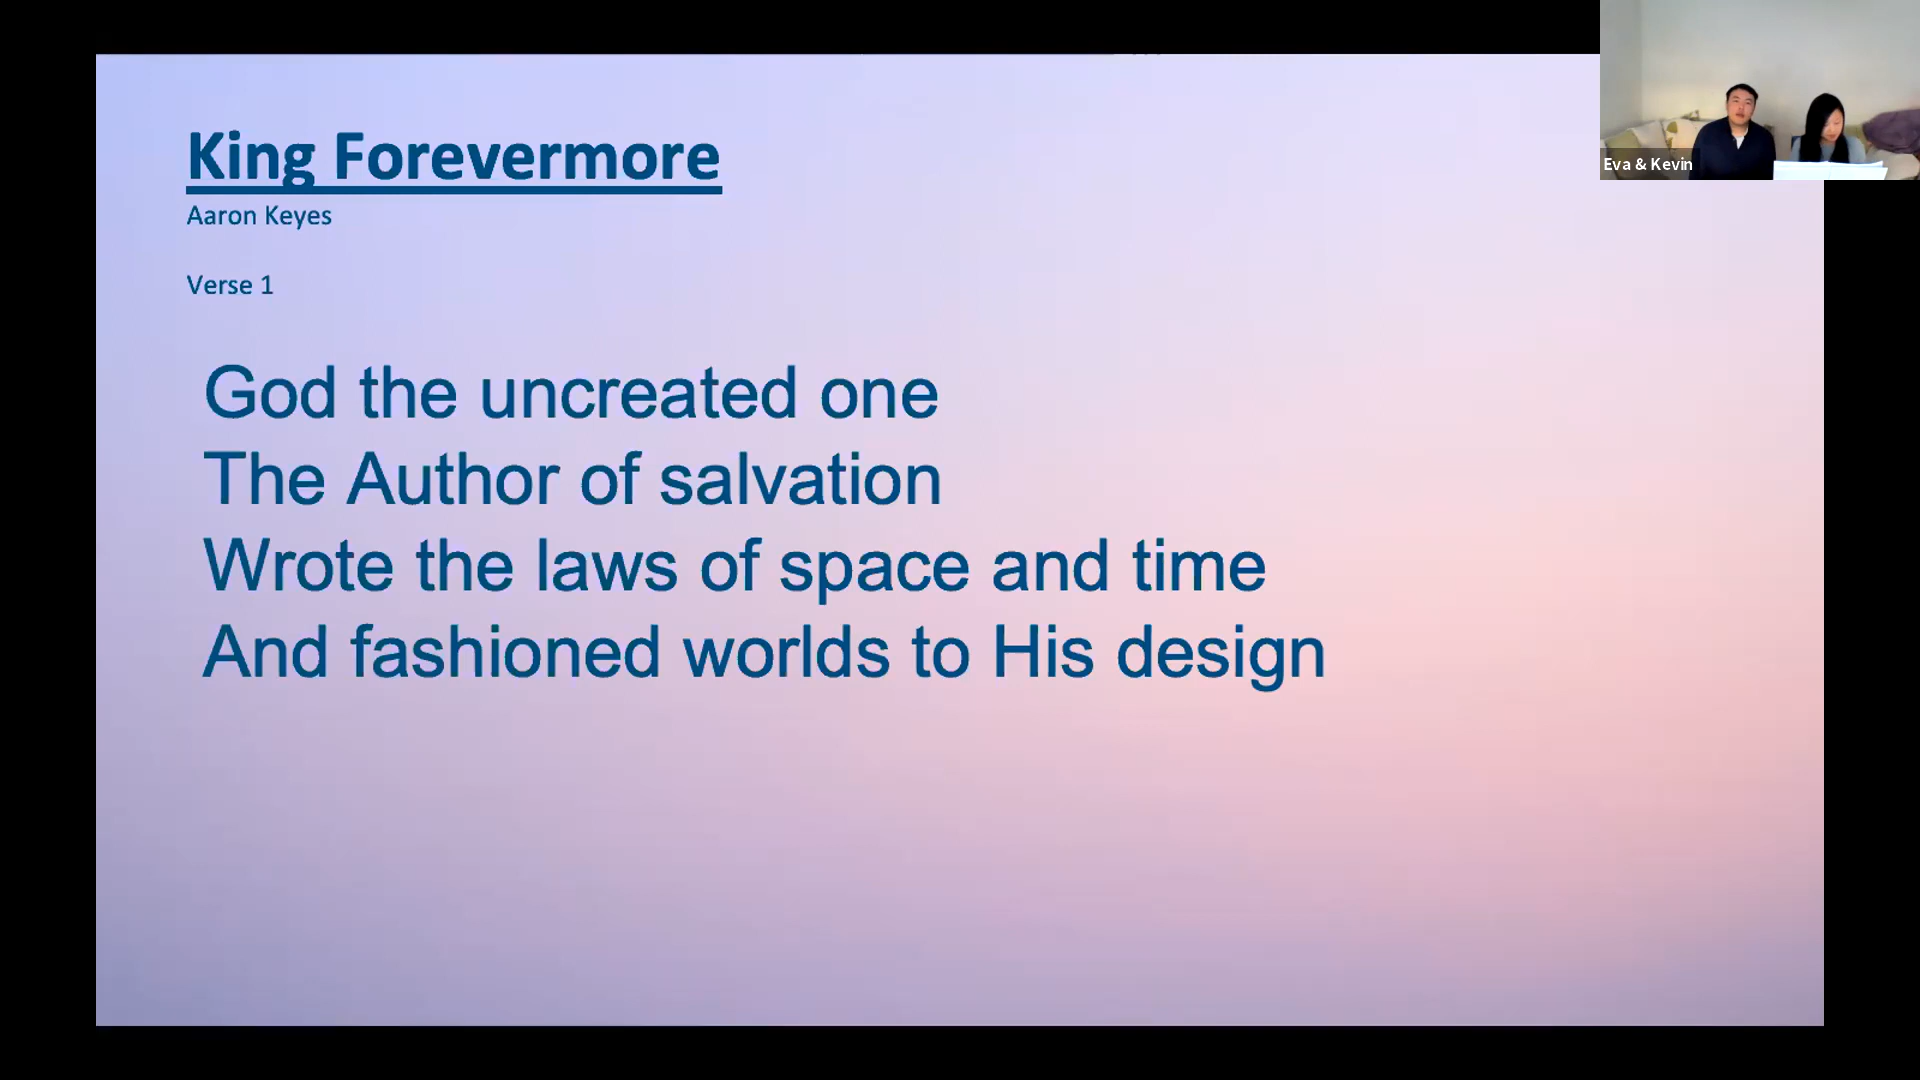 King Forevermore
Aaron Keyes
Verse 1
God the uncreated one
The Author of salvation
Wrote the laws of space and time
And fashioned worlds to His design
Eva & Kevin